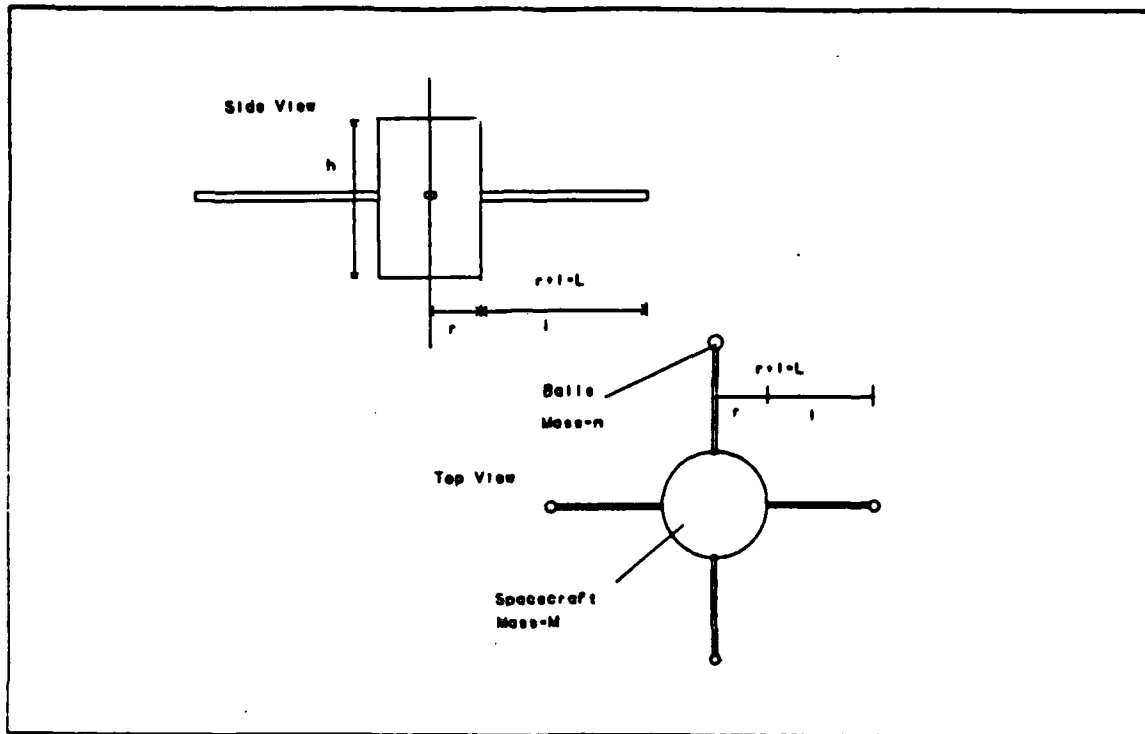 Side View
h
r+l=L
r
l
Balls
Mass=m
r+l=L
r
l
Top View
Spacecraft
Mass=M